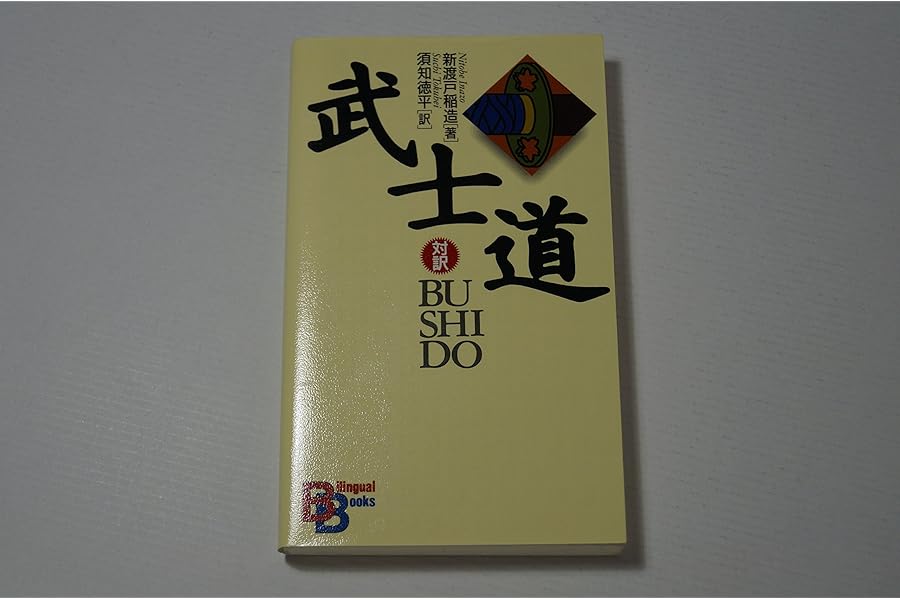 武士道
新渡戸稲造[著]
Nitobe Inazo
須知徳平[訳]
Suchi Tokuhei
対訳
BU
SHI
DO
Bilingual
Books